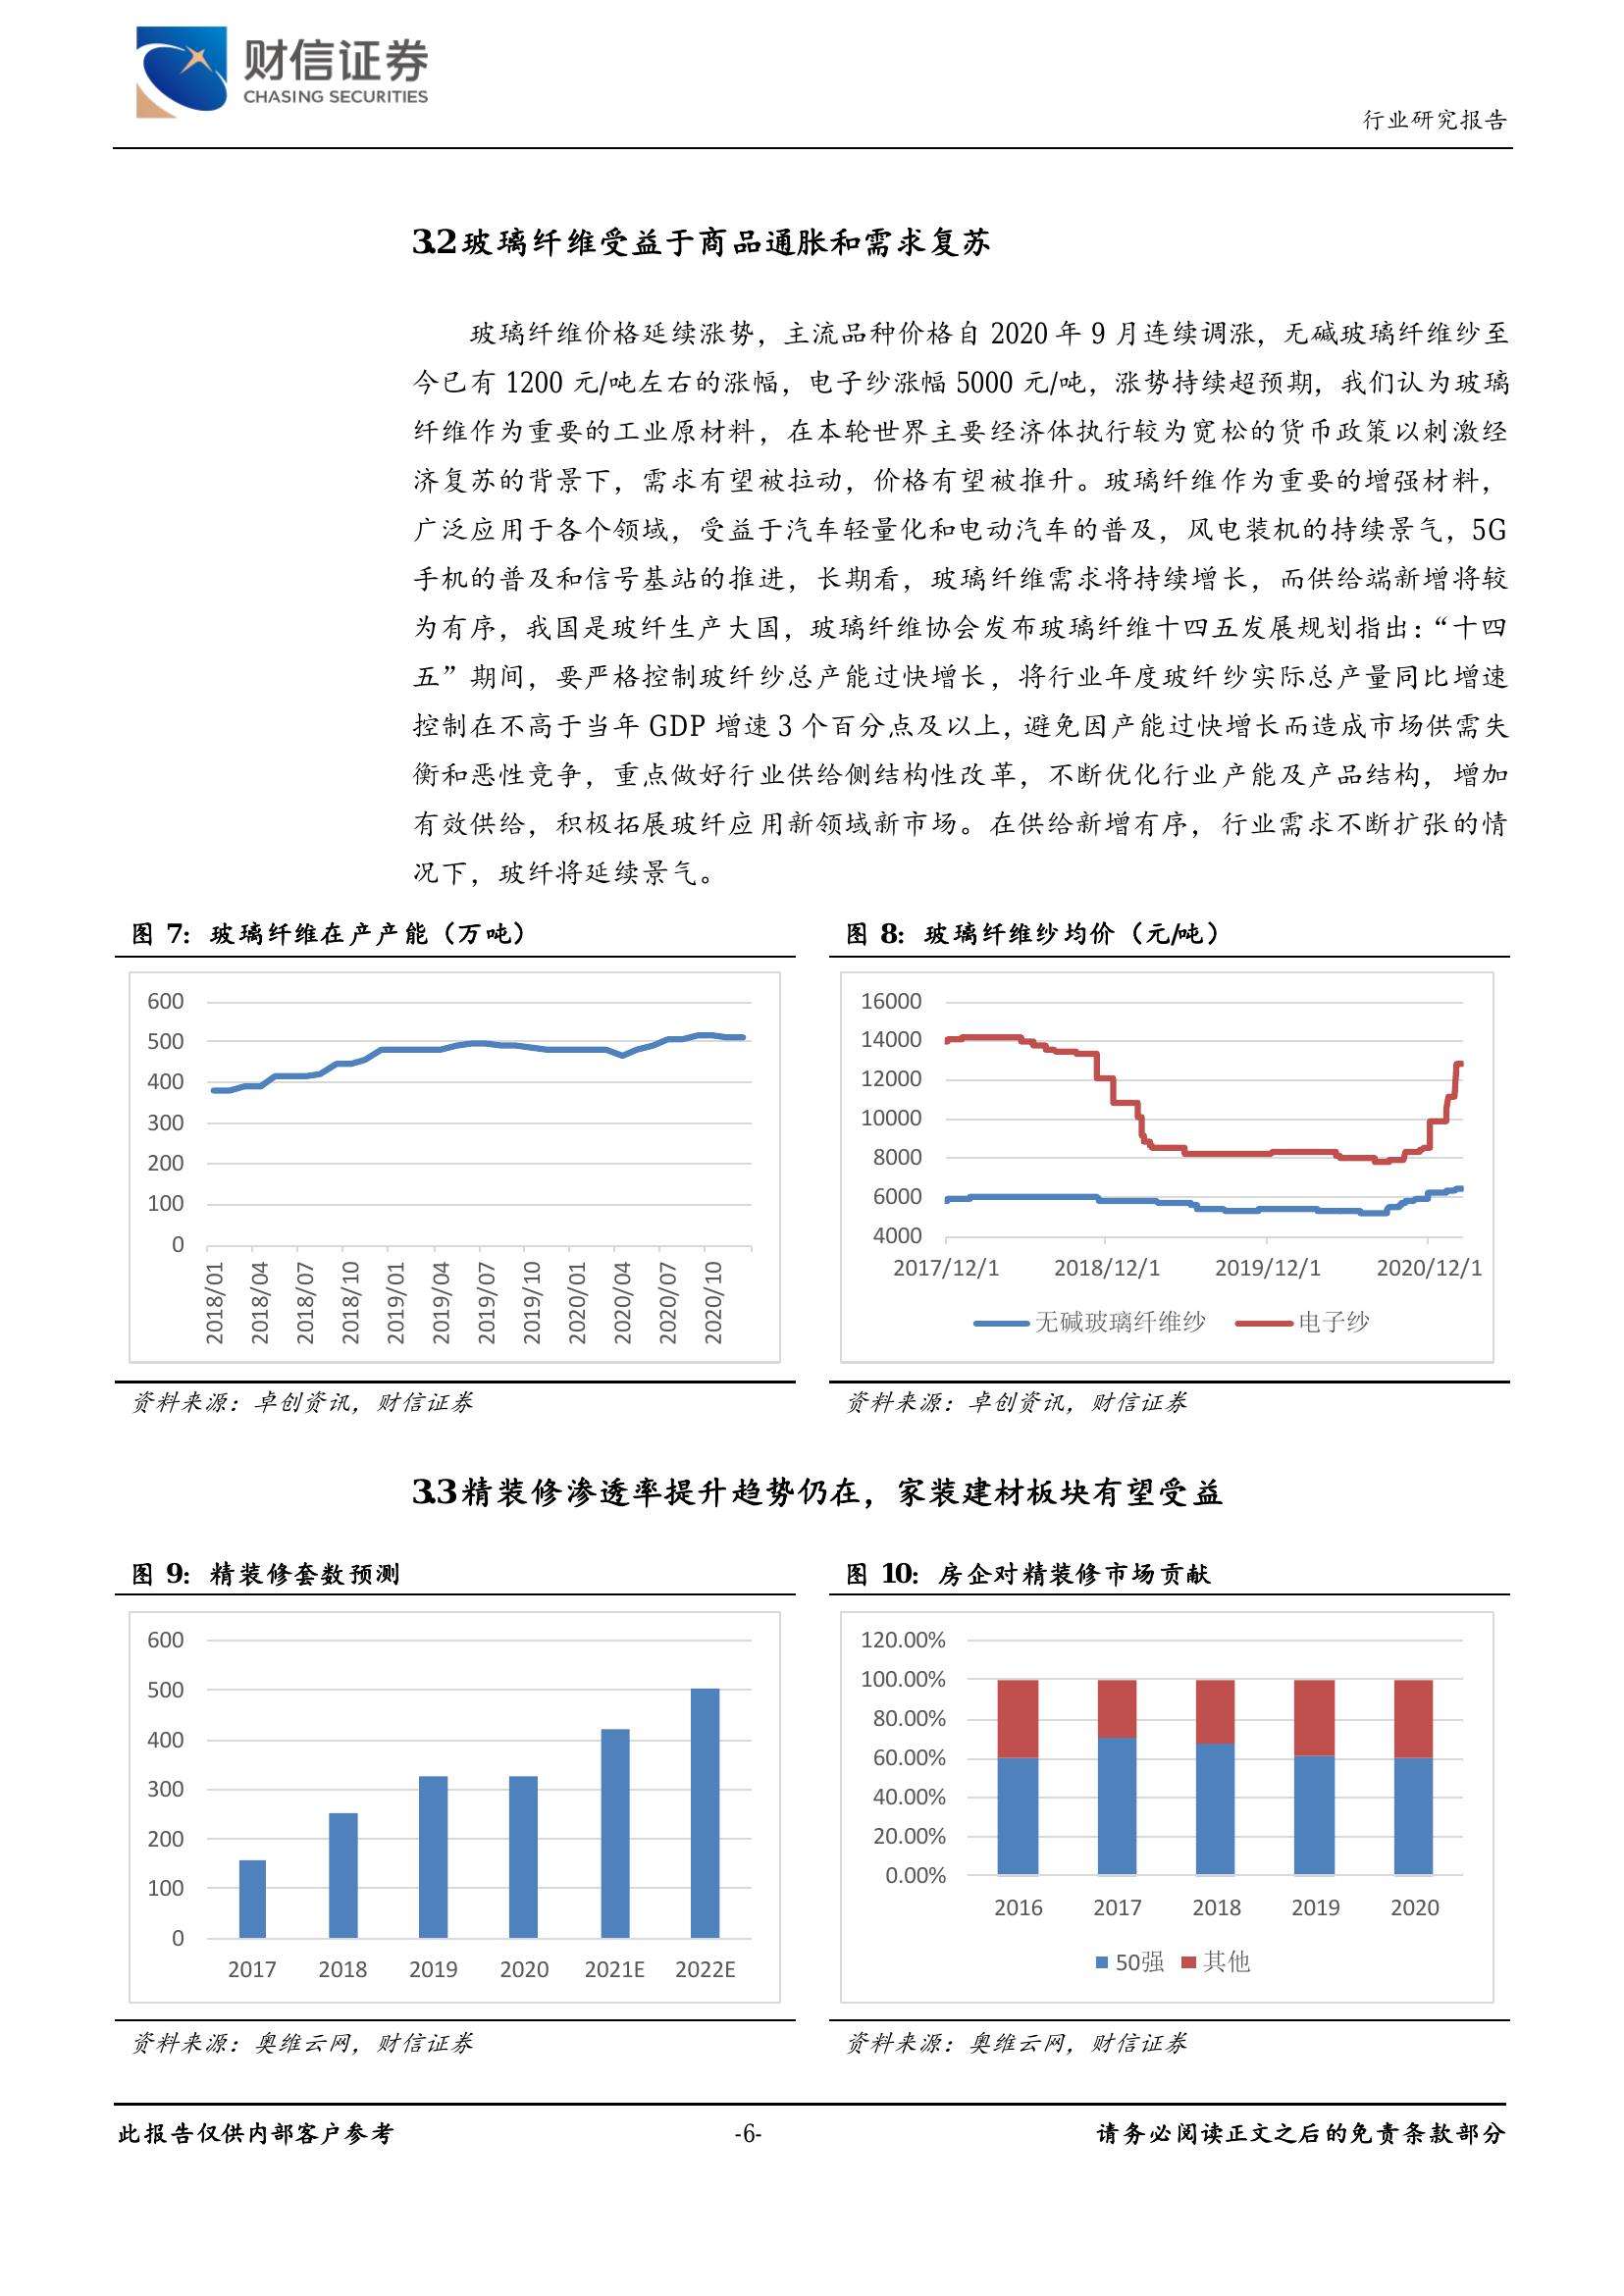 财信证券
CHASING SECURITIES
行业研究报告
3.2 玻璃纤维受益于商品通胀和需求复苏
玻璃纤维价格延续涨势，主流品种价格自 2020 年 9 月连续调涨，无碱玻璃纤维纱至
今已有 1200 元/吨左右的涨幅，电子纱涨幅 5000 元/吨，涨势持续超预期，我们认为玻璃
纤维作为重要的工业原材料，在本轮世界主要经济体执行较为宽松的货币政策以刺激经
济复苏的背景下，需求有望被拉动，价格有望被推升。玻璃纤维作为重要的增强材料，
广泛应用于各个领域，受益于汽车轻量化和电动汽车的普及，风电装机的持续景气，5G
手机的普及和信号基站的推进，长期看，玻璃纤维需求将持续增长，而供给端新增将较
为有序，我国是玻纤生产大国，玻璃纤维协会发布玻璃纤维十四五发展规划指出：“十四
五”期间，要严格控制玻纤纱总产能过快增长，将行业年度玻纤纱实际总产量同比增速
控制在不高于当年 GDP 增速 3 个百分点及以上，避免因产能过快增长而造成市场供需失
衡和恶性竞争，重点做好行业供给侧结构性改革，不断优化行业产能及产品结构，增加
有效供给，积极拓展玻纤应用新领域新市场。在供给新增有序，行业需求不断扩张的情
况下，玻纤将延续景气。
图 7：玻璃纤维在产产能（万吨）
600
500
400
300
200
100
0
2018/01
2018/04
2018/07
2018/10
2019/01
2019/04
2019/07
2019/10
2020/01
2020/04
2020/07
2020/10
资料来源：卓创资讯，财信证券
图 8：玻璃纤维纱均价（元/吨）
16000
14000
12000
10000
8000
6000
4000
2017/12/1 2018/12/1 2019/12/1 2020/12/1
无碱玻璃纤维纱 电子纱
资料来源：卓创资讯，财信证券
3.3 精装修渗透率提升趋势仍在，家装建材板块有望受益
图 9：精装修套数预测
600
500
400
300
200
100
0
2017 2018 2019 2020 2021E 2022E
资料来源：奥维云网，财信证券
图 10：房企对精装修市场贡献
120.00%
100.00%
80.00%
60.00%
40.00%
20.00%
0.00%
2016 2017 2018 2019 2020
50强 其他
资料来源：奥维云网，财信证券
此报告仅供内部客户参考 -6- 请务必阅读正文之后的免责条款部分